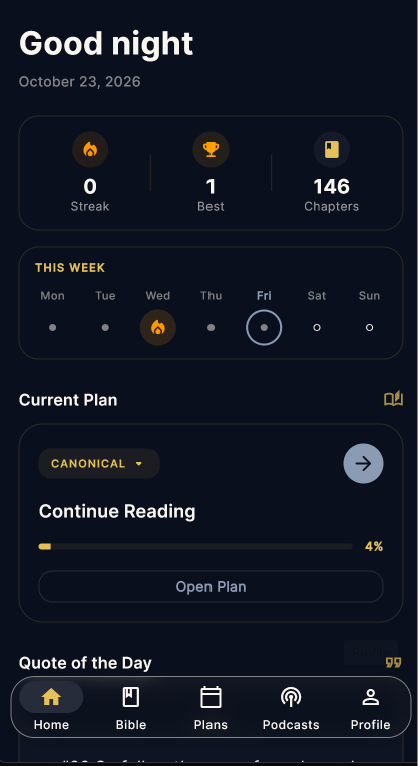 Good night
October 23, 2026
0 1 146
Streak Best Chapters
THIS WEEK
Mon Tue Wed Thu Fri Sat Sun
Current Plan
CANONICAL
Continue Reading
4%
Open Plan
Quote of the Day
Home Bible Plans Podcasts Profile